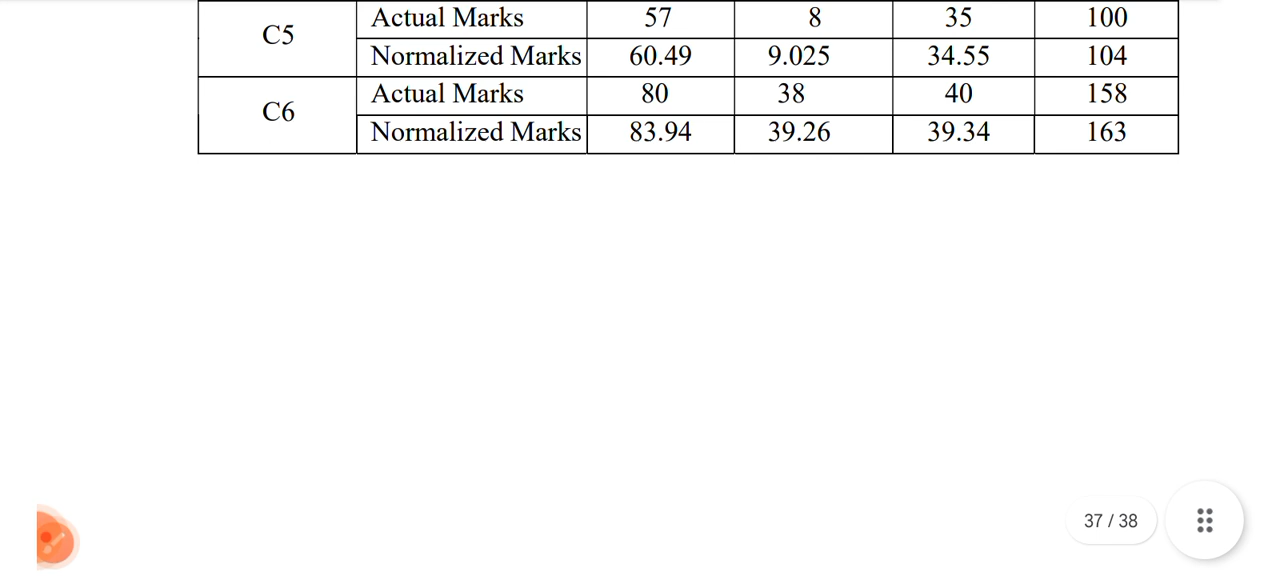 C5 Actual Marks 57 8 35 100
Normalized Marks 60.49 9.025 34.55 104
C6 Actual Marks 80 38 40 158
Normalized Marks 83.94 39.26 39.34 163
37 / 38